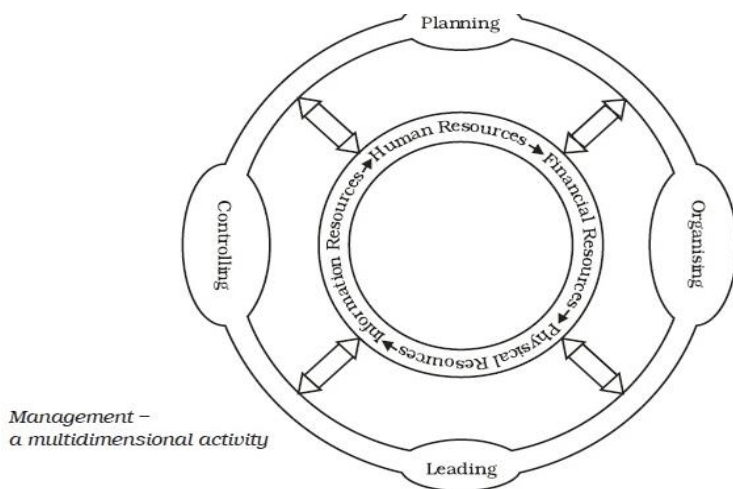 Planning
Human Resources
Financial Resources
Physical Resources
Information Resources
Controlling
Organising
Leading
Management –
a multidimensional activity